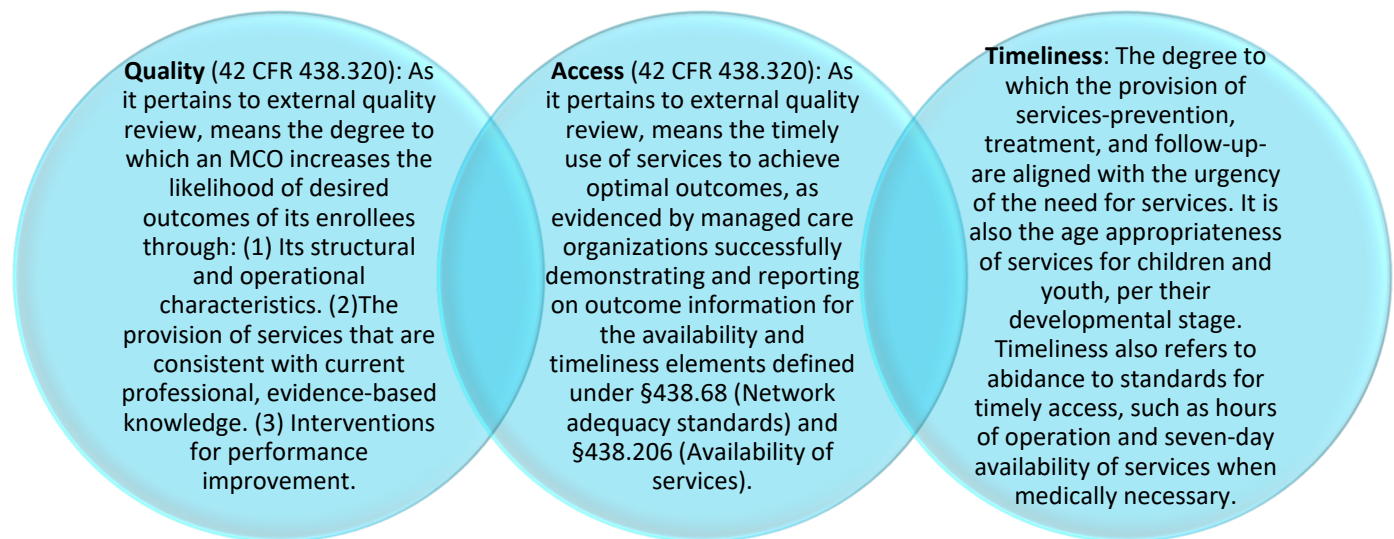 Quality (42 CFR 438.320): As
it pertains to external quality
review, means the degree to
which an MCO increases the
likelihood of desired
outcomes of its enrollees
through: (1) Its structural
and operational
characteristics. (2)The
provision of services that are
consistent with current
professional, evidence-based
knowledge. (3) Interventions
for performance
improvement.
Access (42 CFR 438.320): As
it pertains to external quality
review, means the timely
use of services to achieve
optimal outcomes, as
evidenced by managed care
organizations successfully
demonstrating and reporting
on outcome information for
the availability and
timeliness elements defined
under §438.68 (Network
adequacy standards) and
§438.206 (Availability of
services).
Timeliness: The degree to
which the provision of
services-prevention,
treatment, and follow-up-
are aligned with the urgency
of the need for services. It is
also the age appropriateness
of services for children and
youth, per their
developmental stage.
Timeliness also refers to
abidance to standards for
timely access, such as hours
of operation and seven-day
availability of services when
medically necessary.